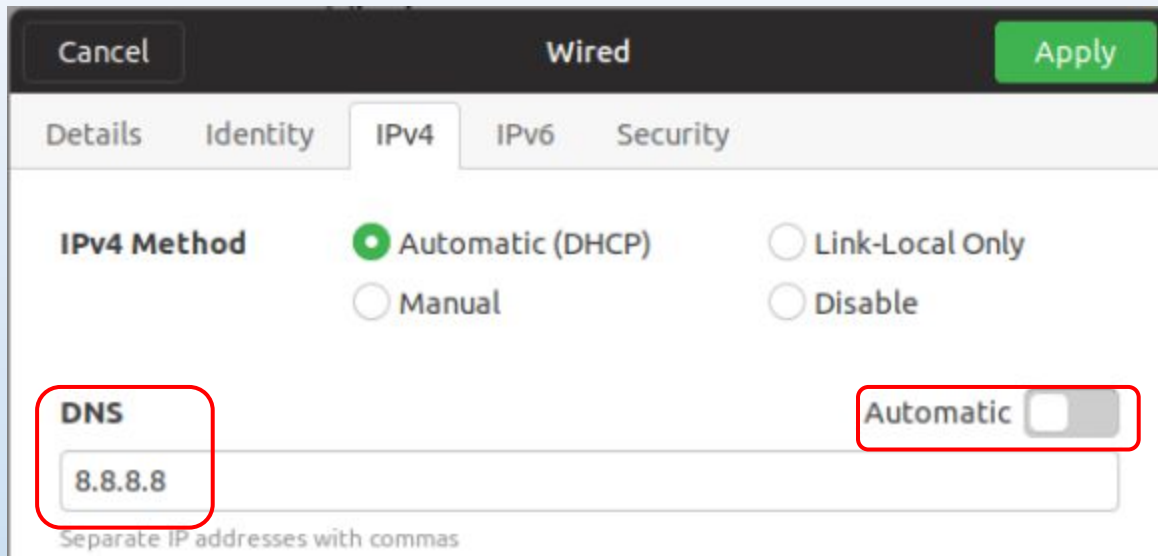 Cancel Wired Apply
Details Identity IPv4 IPv6 Security
IPv4 Method Automatic (DHCP) Link-Local Only
Manual Disable
DNS Automatic
8.8.8.8
Separate IP addresses with commas